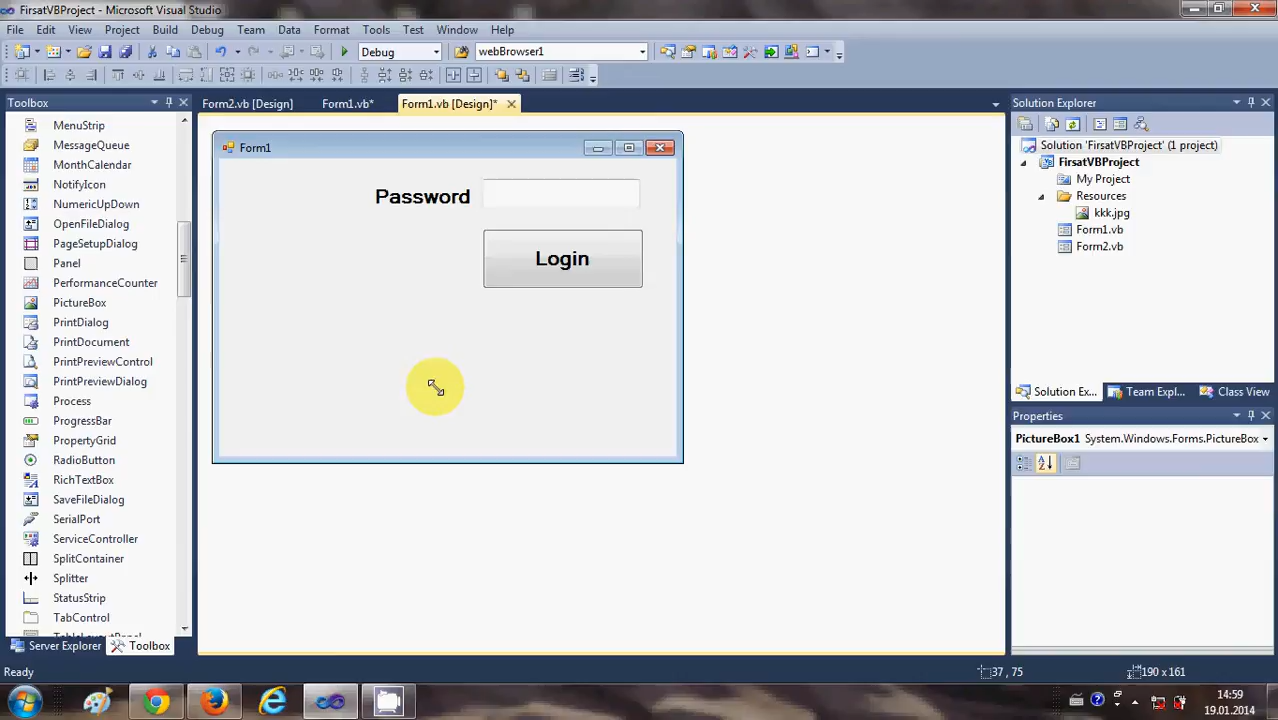 FirsatVBProject - Microsoft Visual Studio
File Edit View Project Build Debug Team Data Format Tools Test Window Help
Debug webBrowser1
Toolbox
Form2.vb [Design] Form1.vb* Form1.vb [Design]*
Solution Explorer
MenuStrip
MessageQueue
MonthCalendar
NotifyIcon
NumericUpDown
OpenFileDialog
PageSetupDialog
Panel
PerformanceCounter
PictureBox
PrintDialog
PrintDocument
PrintPreviewControl
PrintPreviewDialog
Process
ProgressBar
PropertyGrid
RadioButton
RichTextBox
SaveFileDialog
SerialPort
ServiceController
SplitContainer
Splitter
StatusStrip
TabControl
TableLayoutPanel
Server Explorer Toolbox
Form1
Password
Login
Solution 'FirsatVBProject' (1 project)
FirsatVBProject
My Project
Resources
kkk.jpg
Form1.vb
Form2.vb
Solution Ex... Team Expl... Class View
Properties
PictureBox1 System.Windows.Forms.PictureBox
Ready
37 , 75
190 x 161
14:59
19.01.2014